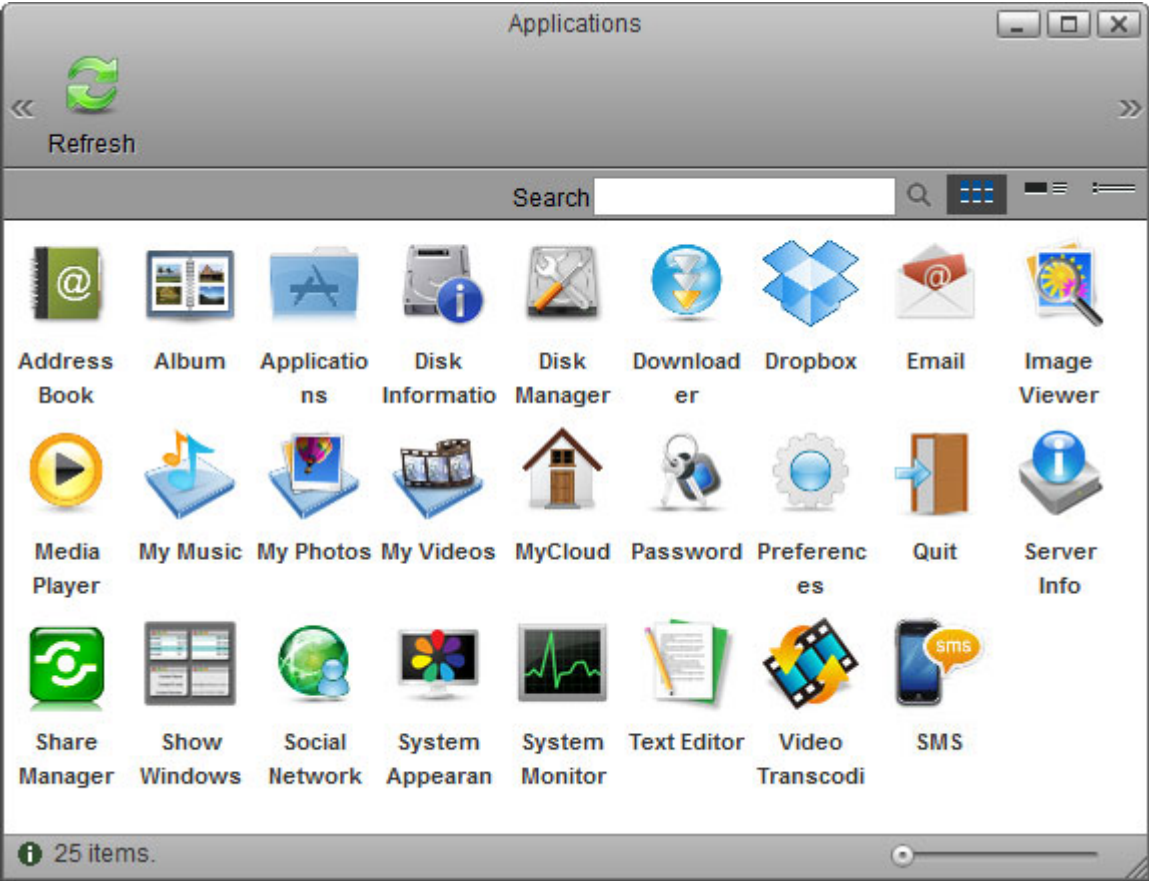 Applications
Refresh
Search
Address Album Applicatio Disk Disk Download Dropbox Email Image
Book ns Informatio Manager er Viewer
Media My Music My Photos My Videos MyCloud Password Preferenc Quit Server
Player es Info
sms
Share Show Social System System Text Editor Video SMS
Manager Windows Network Appearan Monitor Transcodi
25 items.